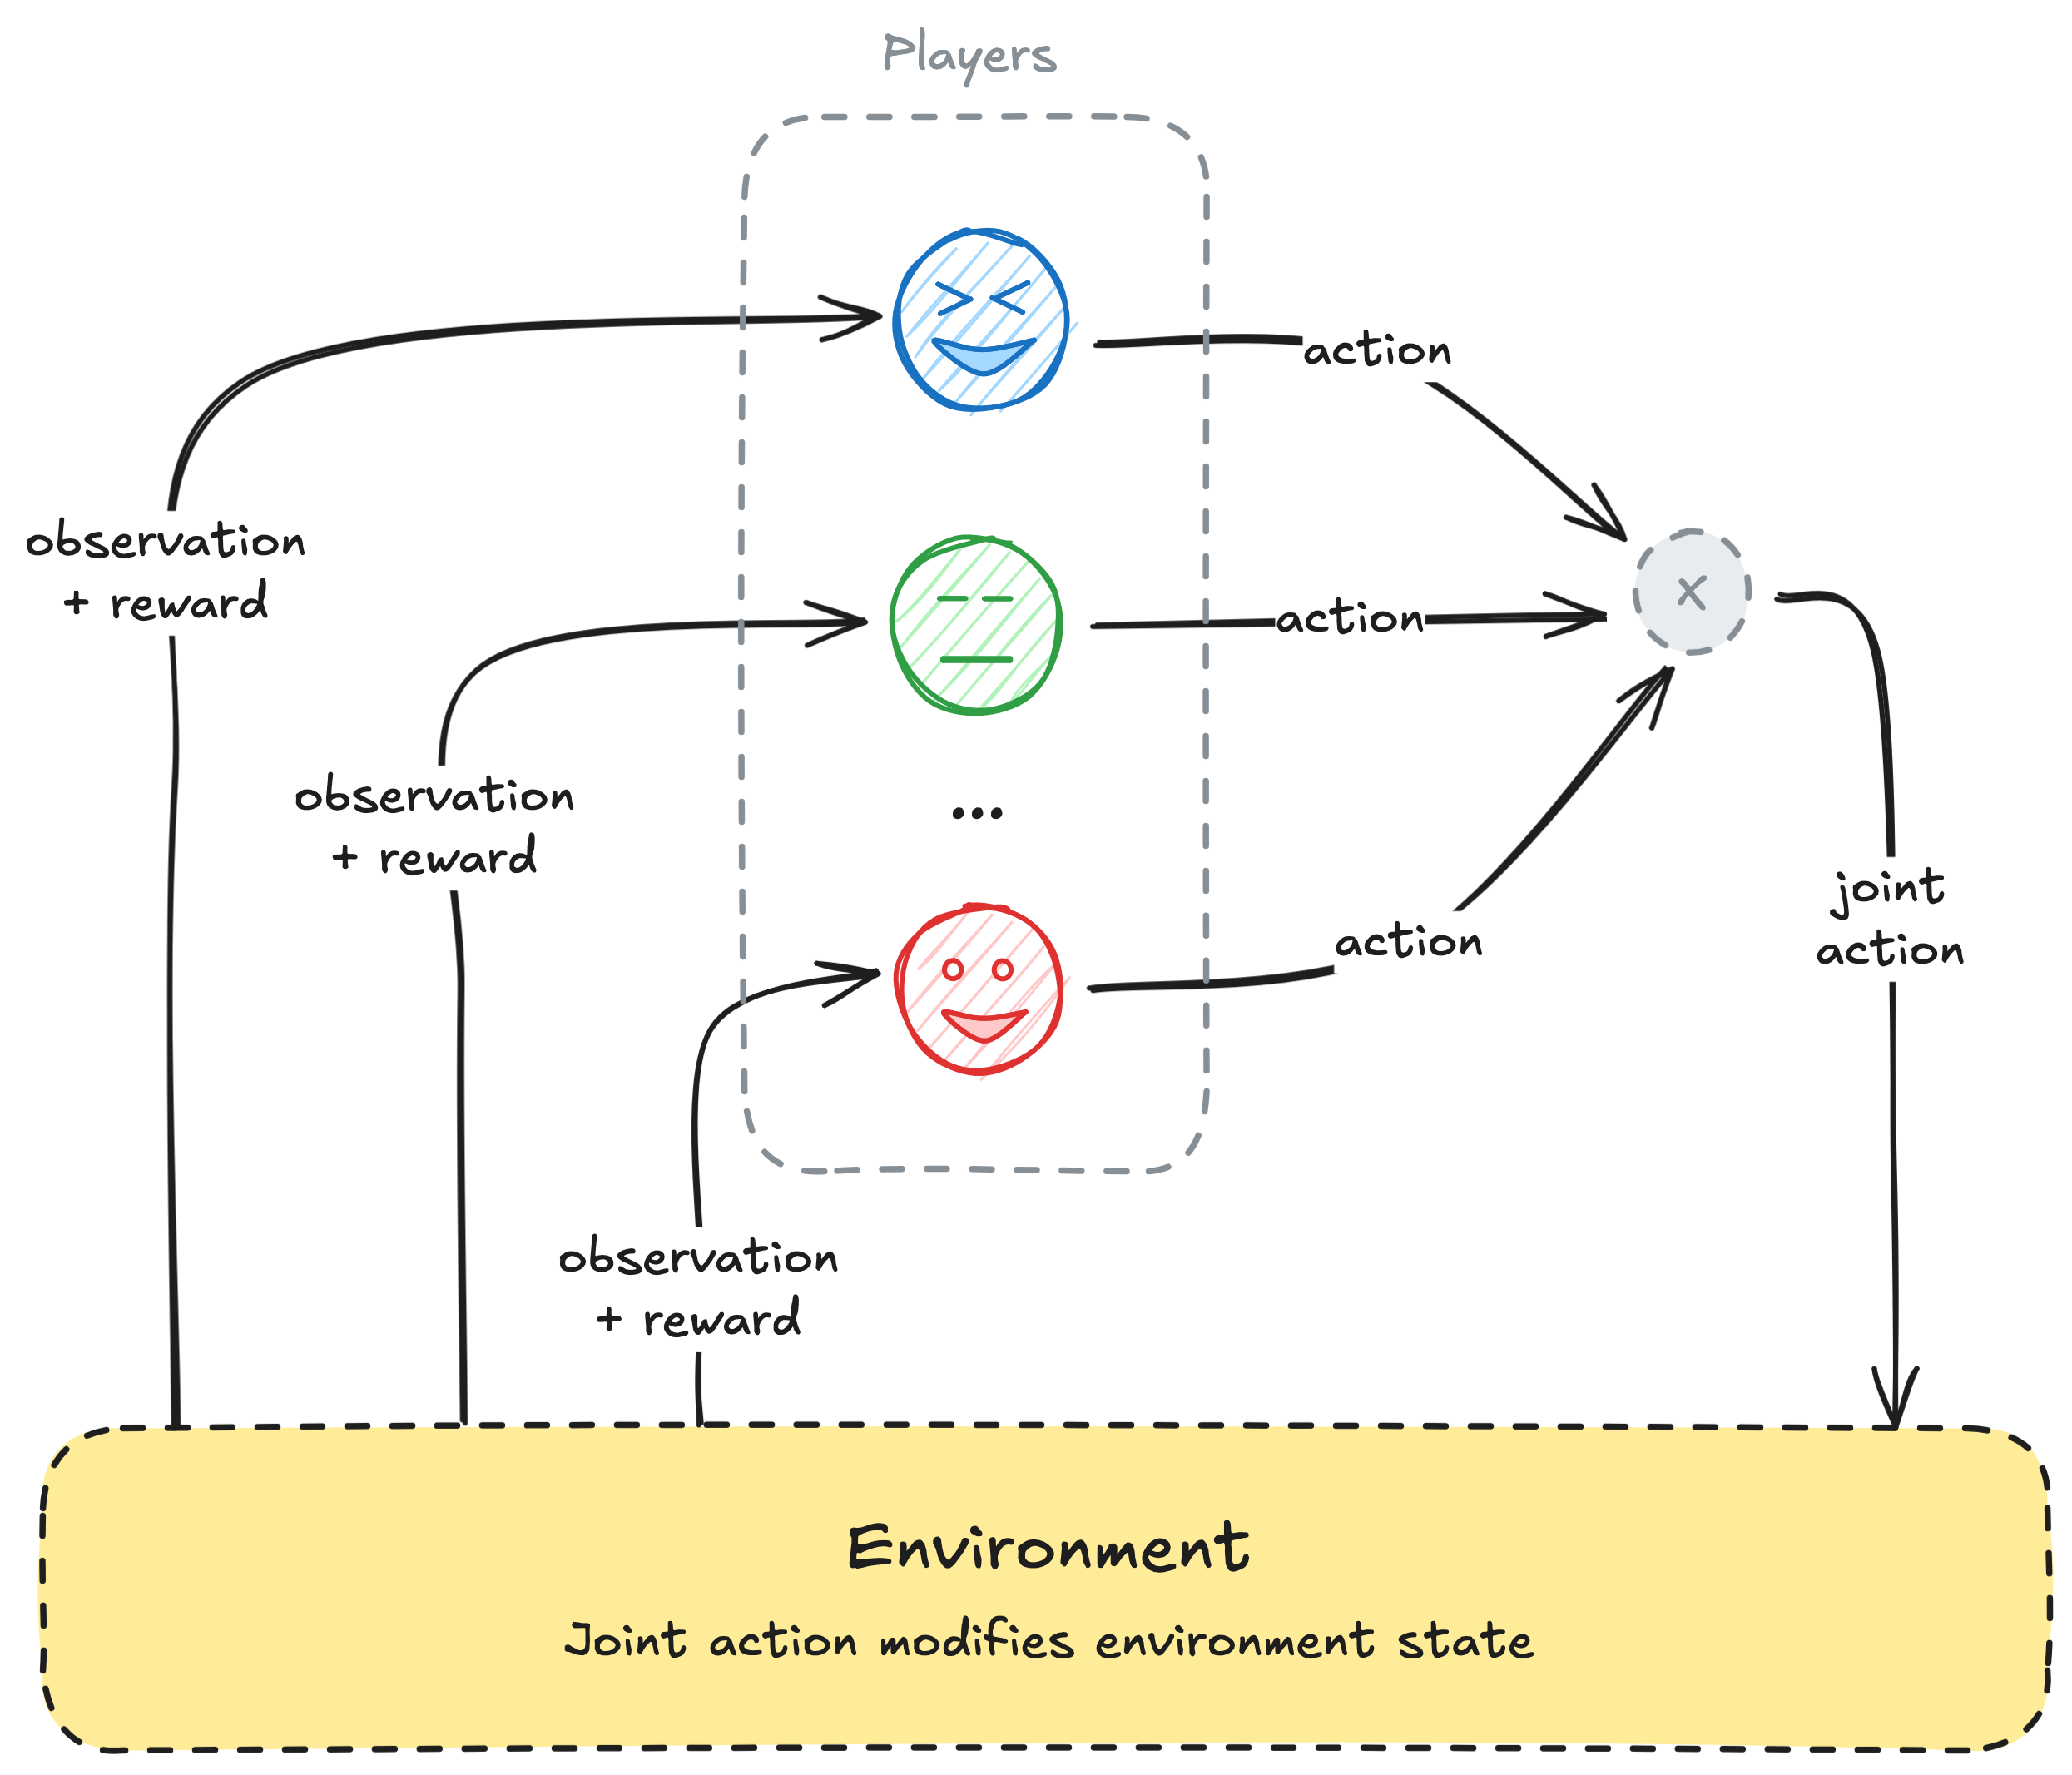 Players
action
observation
+ reward
x
action
observation
+ reward
...
joint
action
action
observation
+ reward
Environment
Joint action modifies environment state